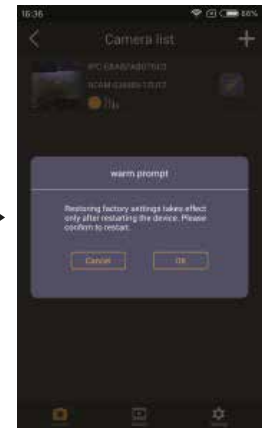 16:36
88%
Camera list
warm prompt
Restoring factory settings takes effect
only after restarting the device. Please
confirm to restart.
Cancel
OK